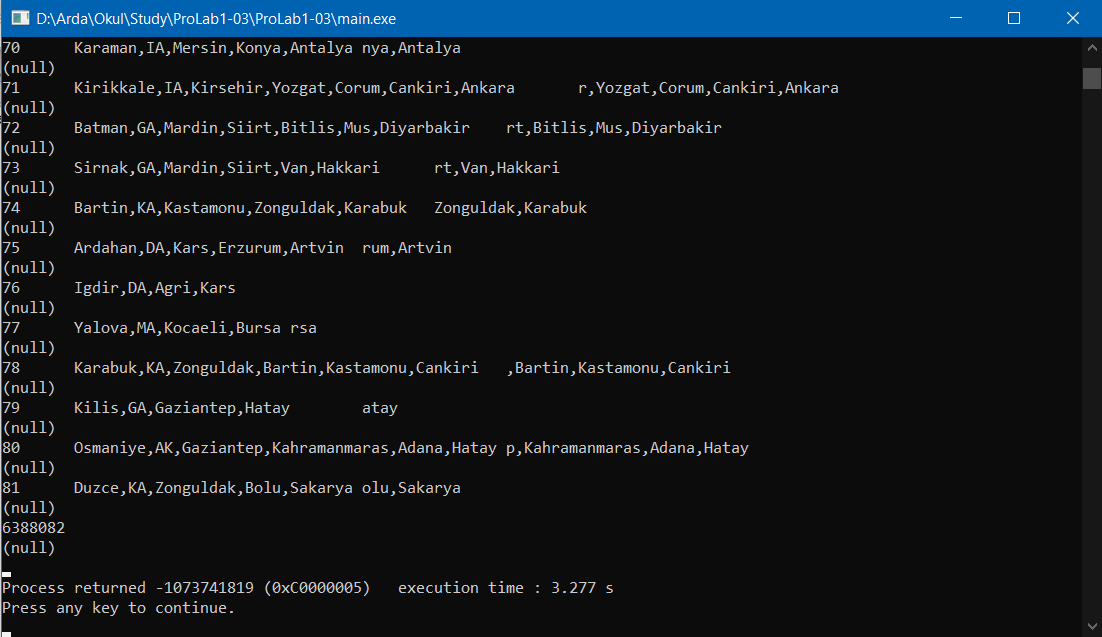 D:\Arda\Okul\Study\ProLab1-03\ProLab1-03\main.exe
70      Karaman,IA,Mersin,Konya,Antalya nya,Antalya
(null)
71      Kirikkale,IA,Kirsehir,Yozgat,Corum,Cankiri,Ankara       r,Yozgat,Corum,Cankiri,Ankara
(null)
72      Batman,GA,Mardin,Siirt,Bitlis,Mus,Diyarbakir    rt,Bitlis,Mus,Diyarbakir
(null)
73      Sirnak,GA,Mardin,Siirt,Van,Hakkari      rt,Van,Hakkari
(null)
74      Bartin,KA,Kastamonu,Zonguldak,Karabuk   Zonguldak,Karabuk
(null)
75      Ardahan,DA,Kars,Erzurum,Artvin  rum,Artvin
(null)
76      Igdir,DA,Agri,Kars
(null)
77      Yalova,MA,Kocaeli,Bursa rsa
(null)
78      Karabuk,KA,Zonguldak,Bartin,Kastamonu,Cankiri   ,Bartin,Kastamonu,Cankiri
(null)
79      Kilis,GA,Gaziantep,Hatay        atay
(null)
80      Osmaniye,AK,Gaziantep,Kahramanmaras,Adana,Hatay p,Kahramanmaras,Adana,Hatay
(null)
81      Duzce,KA,Zonguldak,Bolu,Sakarya olu,Sakarya
(null)
6388082
(null)
Process returned -1073741819 (0xC0000005)   execution time : 3.277 s
Press any key to continue.